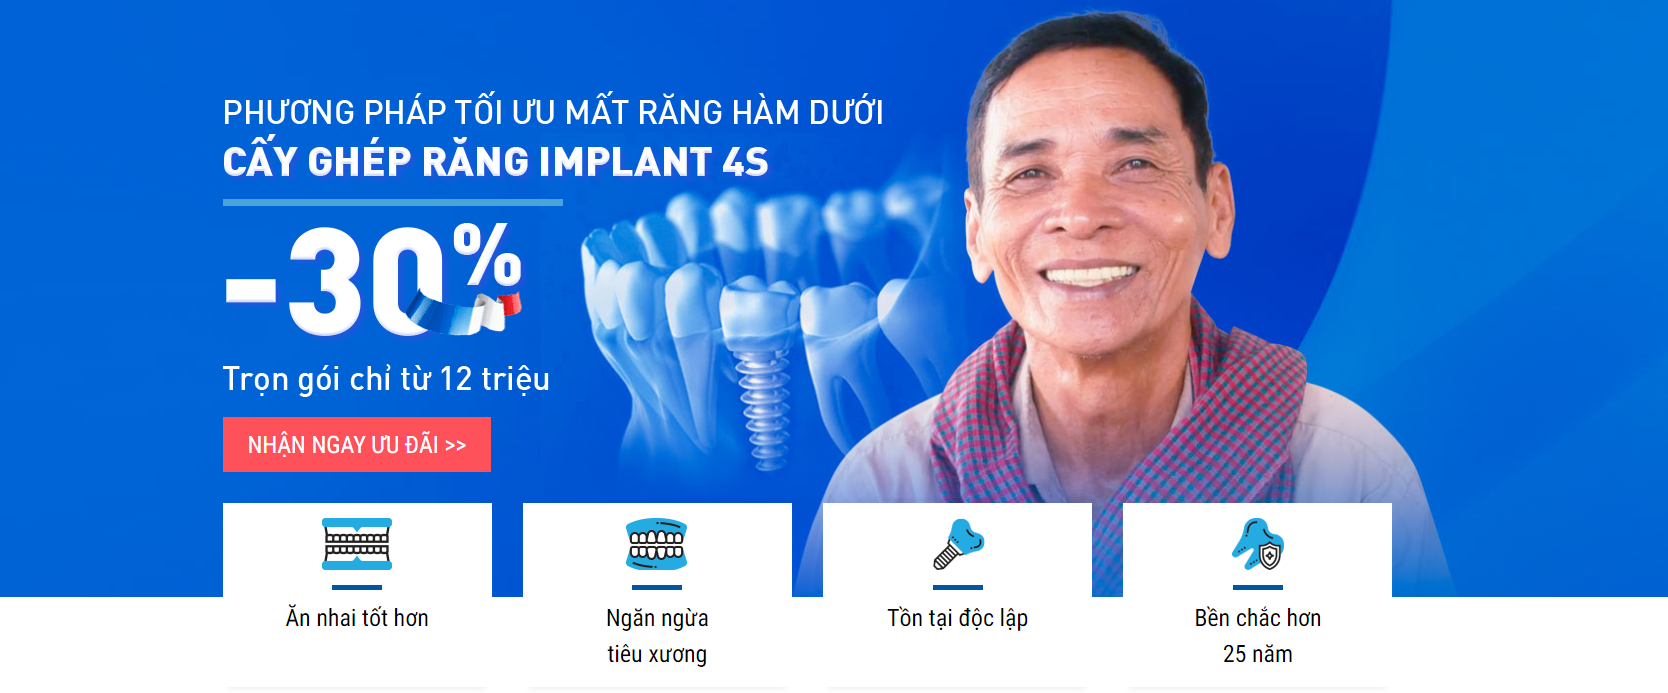 PHƯƠNG PHÁP TỐI ƯU MẤT RĂNG HÀM DƯỚI
CẤY GHÉP RĂNG IMPLANT 4S
-30%
Trọn gói chỉ từ 12 triệu
NHẬN NGAY ƯU ĐÃI >>
Ăn nhai tốt hơn
Ngăn ngừa
tiêu xương
Tồn tại độc lập
Bền chắc hơn
25 năm